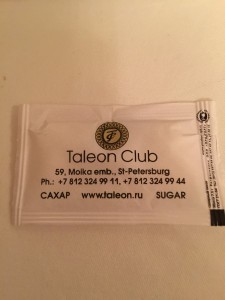 Taleon Club
59, Moika emb., St-Petersburg
Ph.: +7 812 324 99 11, +7 812 324 99 44
САХАР www.taleon.ru SUGAR